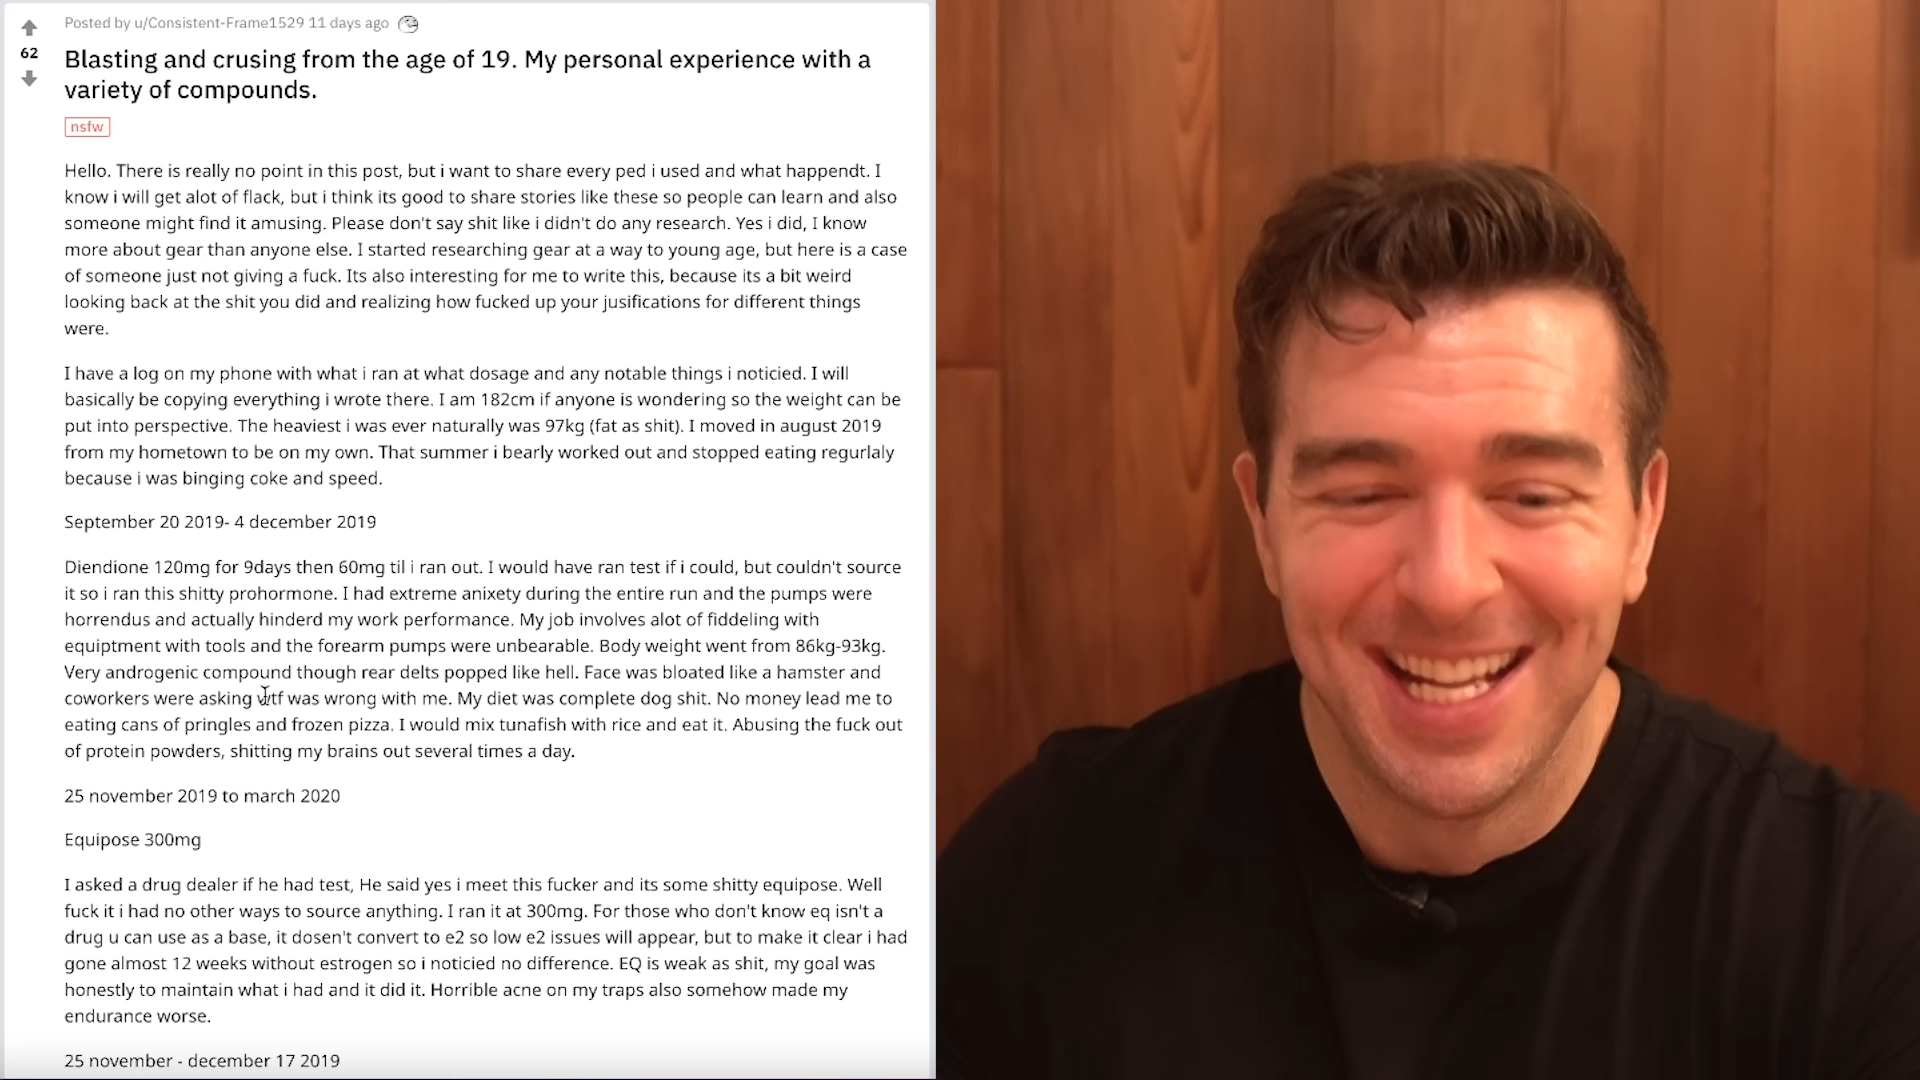 Posted by u/Consistent-Frame1529 11 days ago
62
Blasting and crusing from the age of 19. My personal experience with a
variety of compounds.
nsfw
Hello. There is really no point in this post, but i want to share every ped i used and what happendt. I
know i will get alot of flack, but i think its good to share stories like these so people can learn and also
someone might find it amusing. Please don't say shit like i didn't do any research. Yes i did, I know
more about gear than anyone else. I started researching gear at a way to young age, but here is a case
of someone just not giving a fuck. Its also interesting for me to write this, because its a bit weird
looking back at the shit you did and realizing how fucked up your jusifications for different things
were.
I have a log on my phone with what i ran at what dosage and any notable things i noticied. I will
basically be copying everything i wrote there. I am 182cm if anyone is wondering so the weight can be
put into perspective. The heaviest i was ever naturally was 97kg (fat as shit). I moved in august 2019
from my hometown to be on my own. That summer i bearly worked out and stopped eating regurlaly
because i was binging coke and speed.
September 20 2019- 4 december 2019
Diendione 120mg for 9days then 60mg til i ran out. I would have ran test if i could, but couldn't source
it so i ran this shitty prohormone. I had extreme anixety during the entire run and the pumps were
horrendus and actually hinderd my work performance. My job involves alot of fiddeling with
equiptment with tools and the forearm pumps were unbearable. Body weight went from 86kg-93kg.
Very androgenic compound though rear delts popped like hell. Face was bloated like a hamster and
coworkers were asking wtf was wrong with me. My diet was complete dog shit. No money lead me to
eating cans of pringles and frozen pizza. I would mix tunafish with rice and eat it. Abusing the fuck out
of protein powders, shitting my brains out several times a day.
25 november 2019 to march 2020
Equipose 300mg
I asked a drug dealer if he had test, He said yes i meet this fucker and its some shitty equipose. Well
fuck it i had no other ways to source anything. I ran it at 300mg. For those who don't know eq isn't a
drug u can use as a base, it dosen't convert to e2 so low e2 issues will appear, but to make it clear i had
gone almost 12 weeks without estrogen so i noticied no difference. EQ is weak as shit, my goal was
honestly to maintain what i had and it did it. Horrible acne on my traps also somehow made my
endurance worse.
25 november - december 17 2019